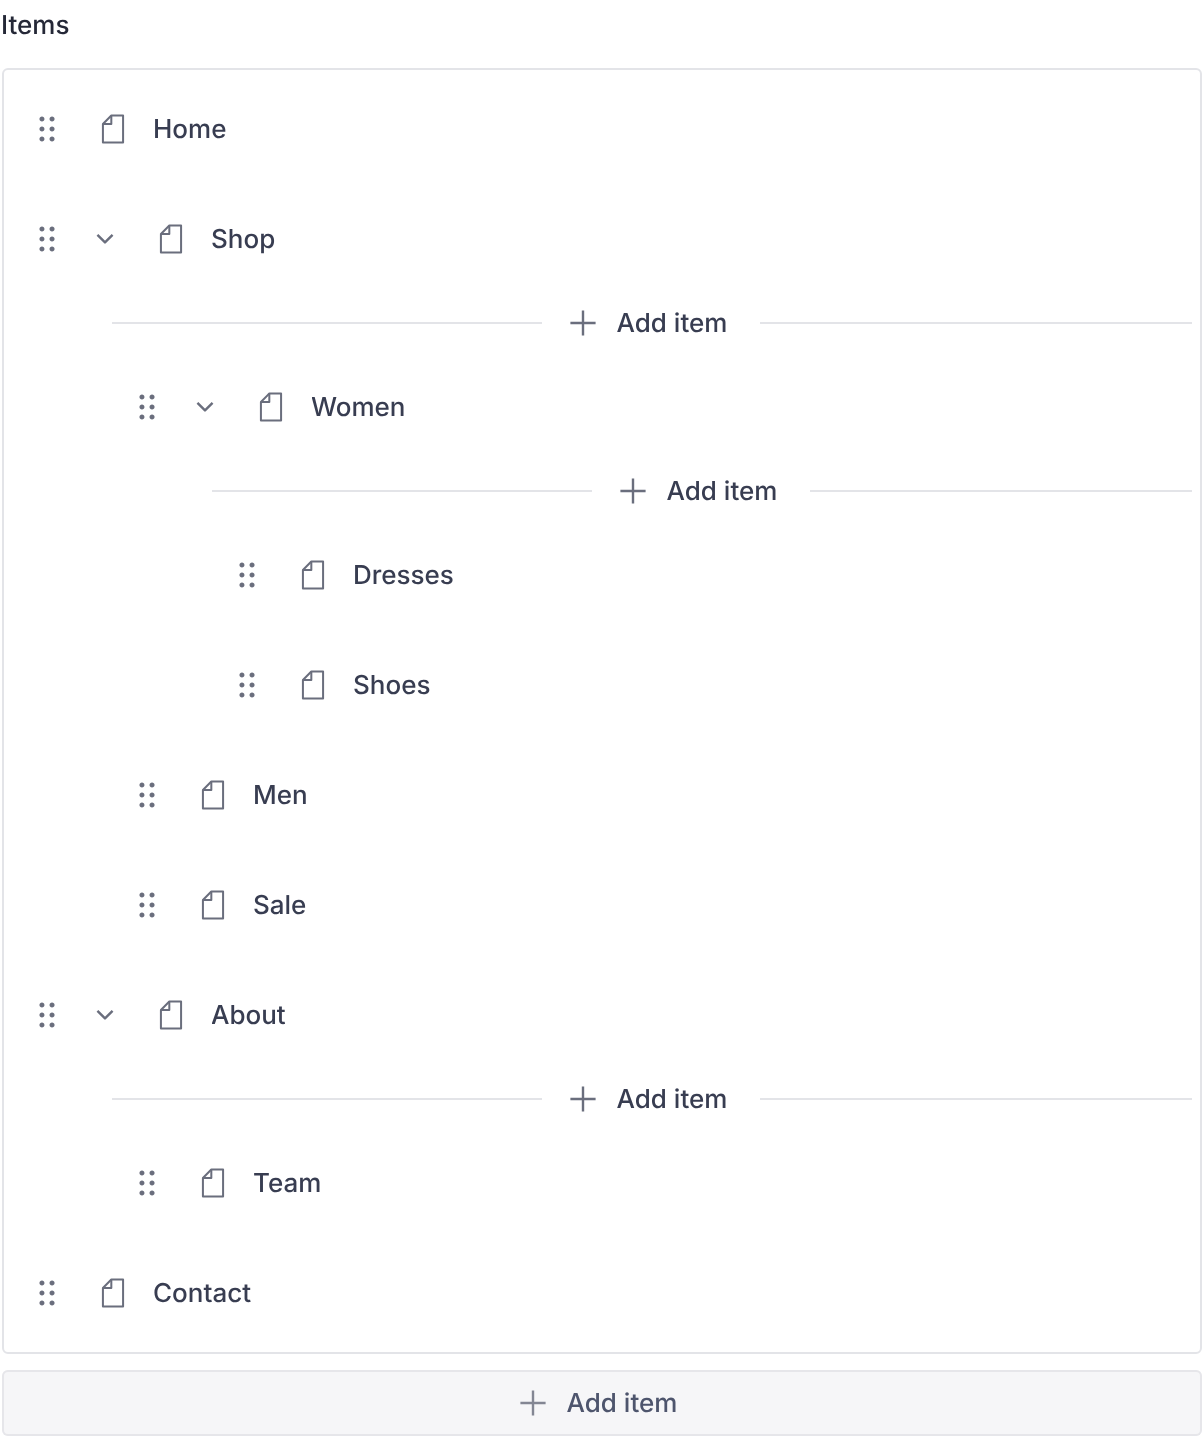 Items
Home
Shop
Add item
Women
Add item
Dresses
Shoes
Men
Sale
About
Add item
Team
Contact
Add item